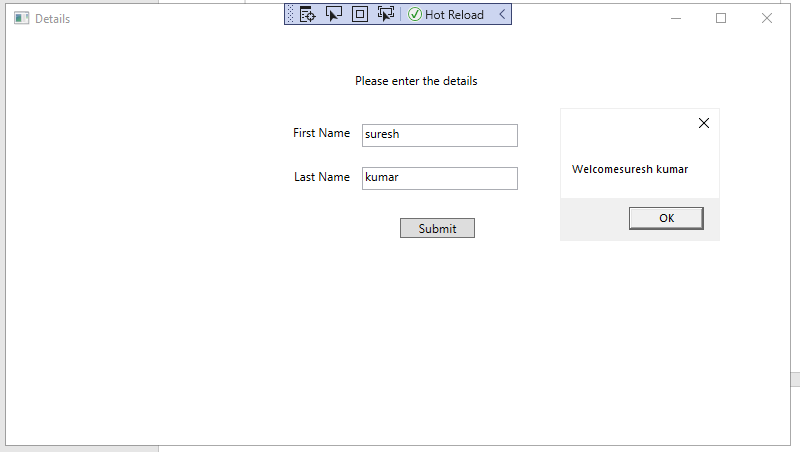 Details
Hot Reload
Please enter the details
First Name suresh
Last Name kumar
Submit
Welcomesuresh kumar
OK